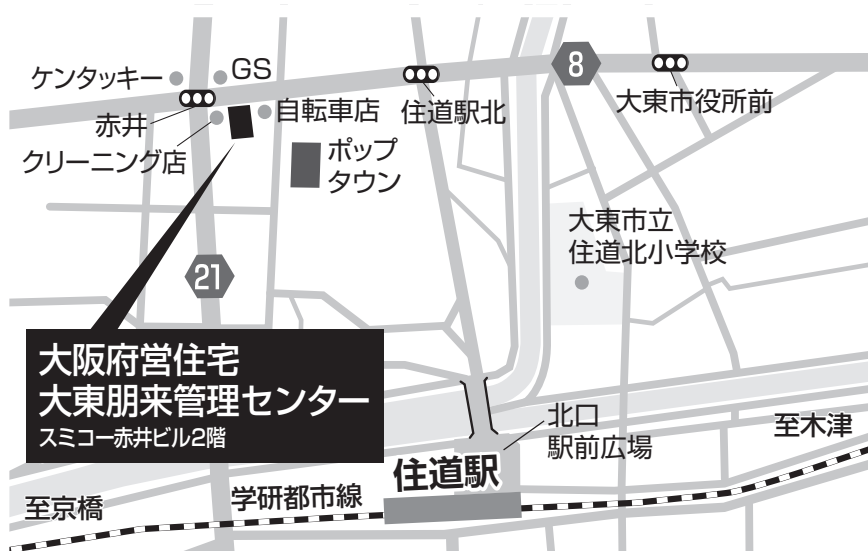 8
ケンタッキー
GS
赤井
自転車店
住道駅北
大東市役所前
クリーニング店
ポップ
タウン
大東市立
住道北小学校
21
大阪府営住宅
大東朋来管理センター
スミコー赤井ビル2階
北口
駅前広場
至木津
住道駅
学研都市線
至京橋